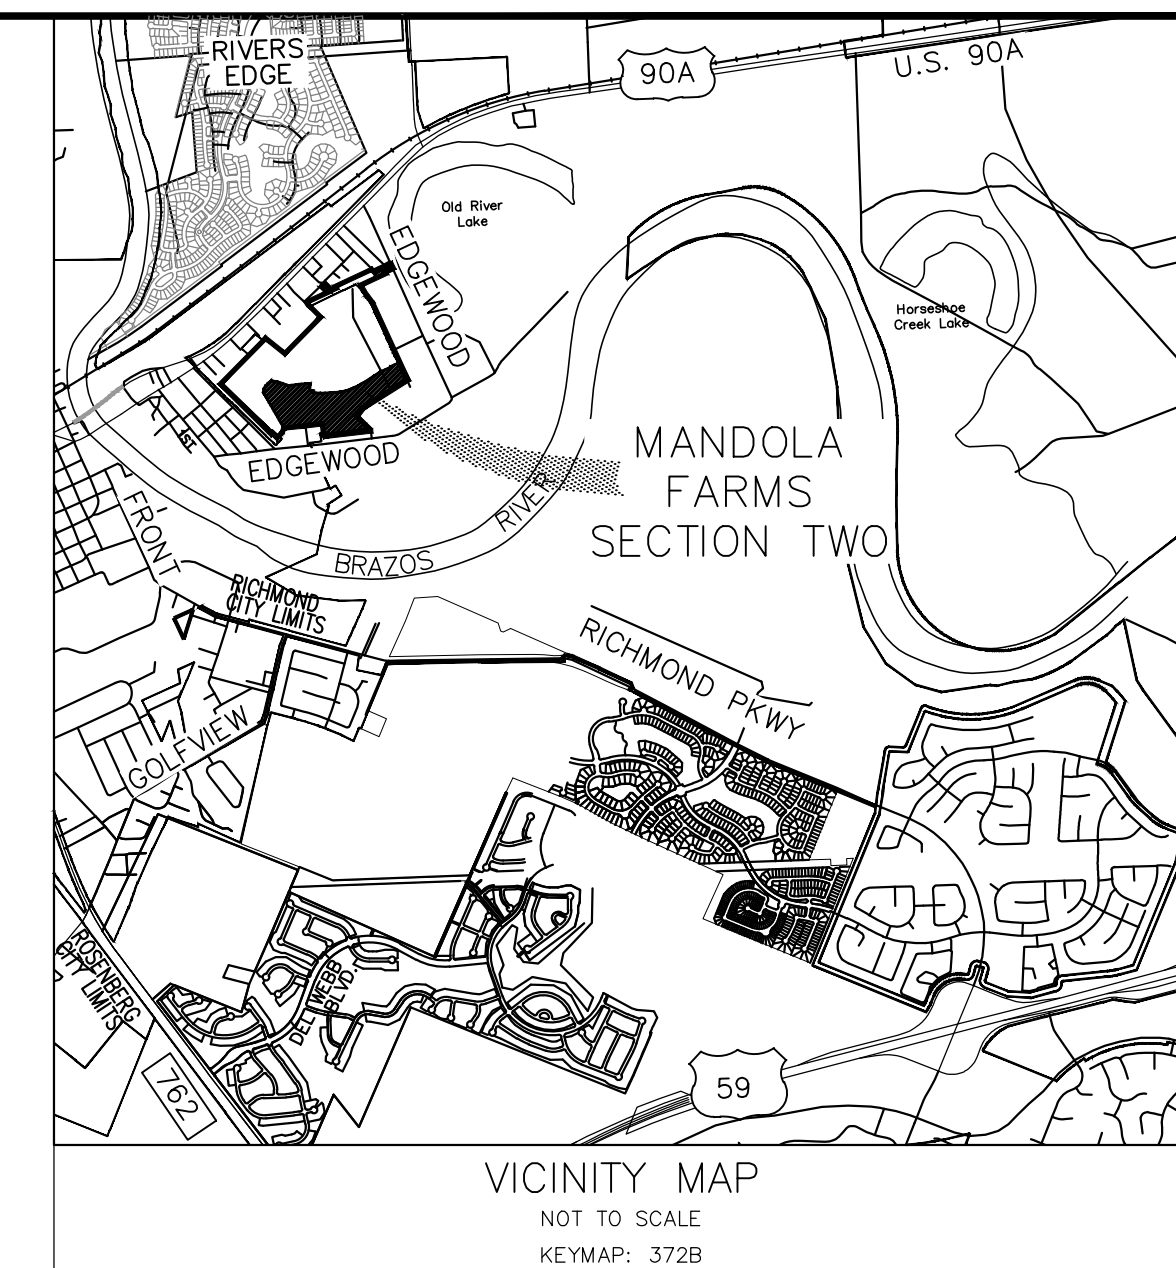 RIVERS
EDGE
90A
U.S. 90A
Old River
Lake
EDGEWOOD
Horseshoe
Creek Lake
1ST
EDGEWOOD
MANDOLA
FARMS
SECTION TWO
FRONT
BRAZOS
RIVER
RICHMOND
CITY LIMITS
RICHMOND PKWY
GOLFVIEW
ROSENBERG
CITY LIMITS
DEL WEBB
BLVD.
762
59
VICINITY MAP
NOT TO SCALE
KEYMAP: 372B